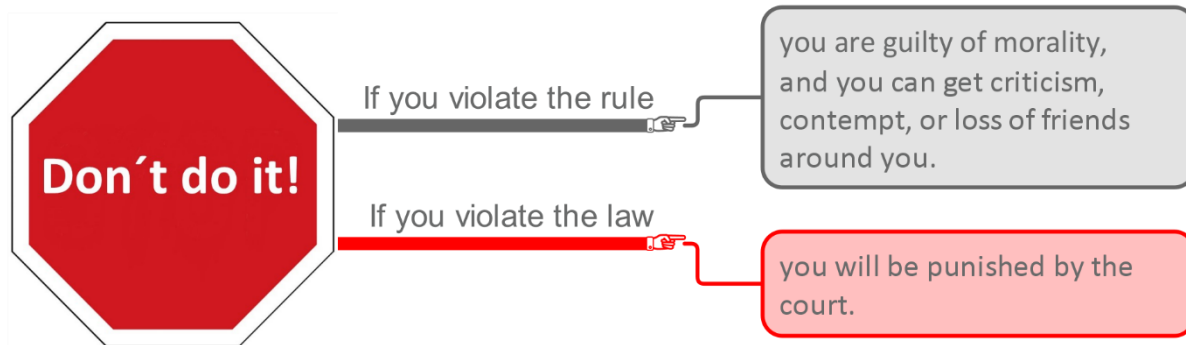 Don´t do it!
If you violate the rule
you are guilty of morality,
and you can get criticism,
contempt, or loss of friends
around you.
If you violate the law
you will be punished by the
court.